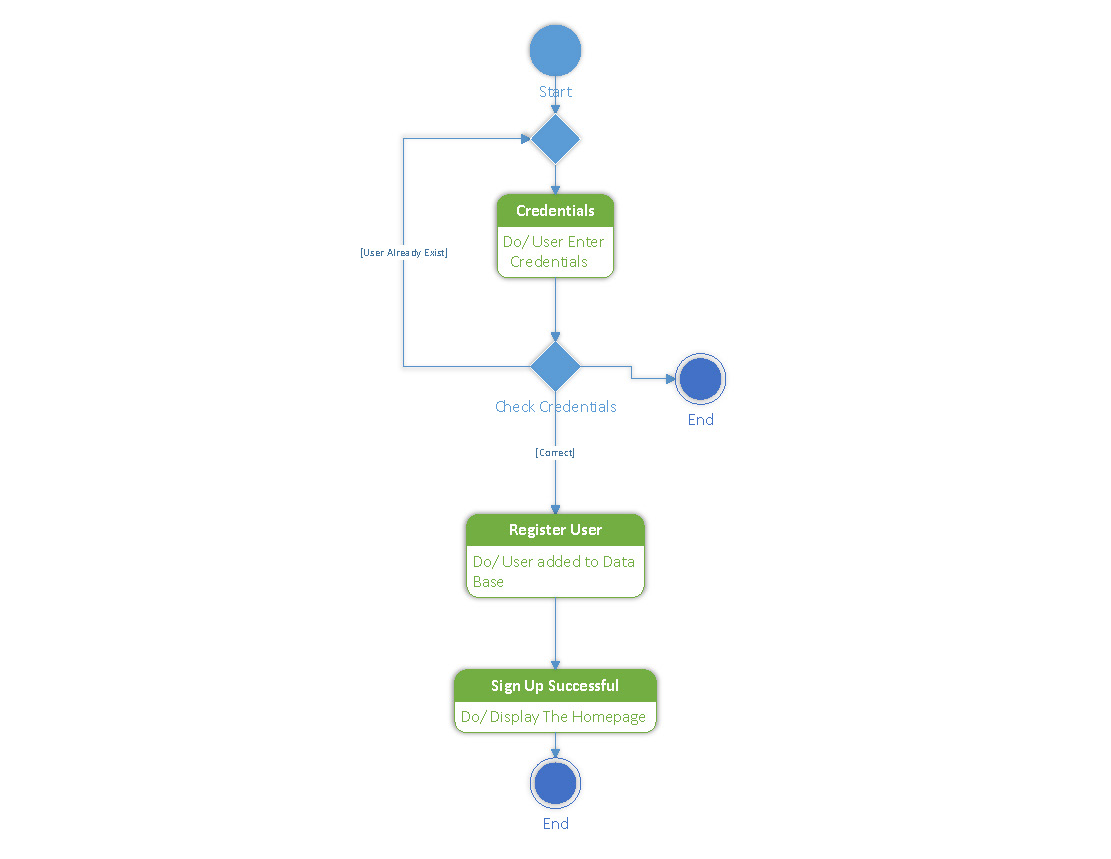 Start
Credentials
Do/ User Enter
Credentials
[User Already Exist]
Check Credentials
End
[Correct]
Register User
Do/ User added to Data
Base
Sign Up Successful
Do/ Display The Homepage
End